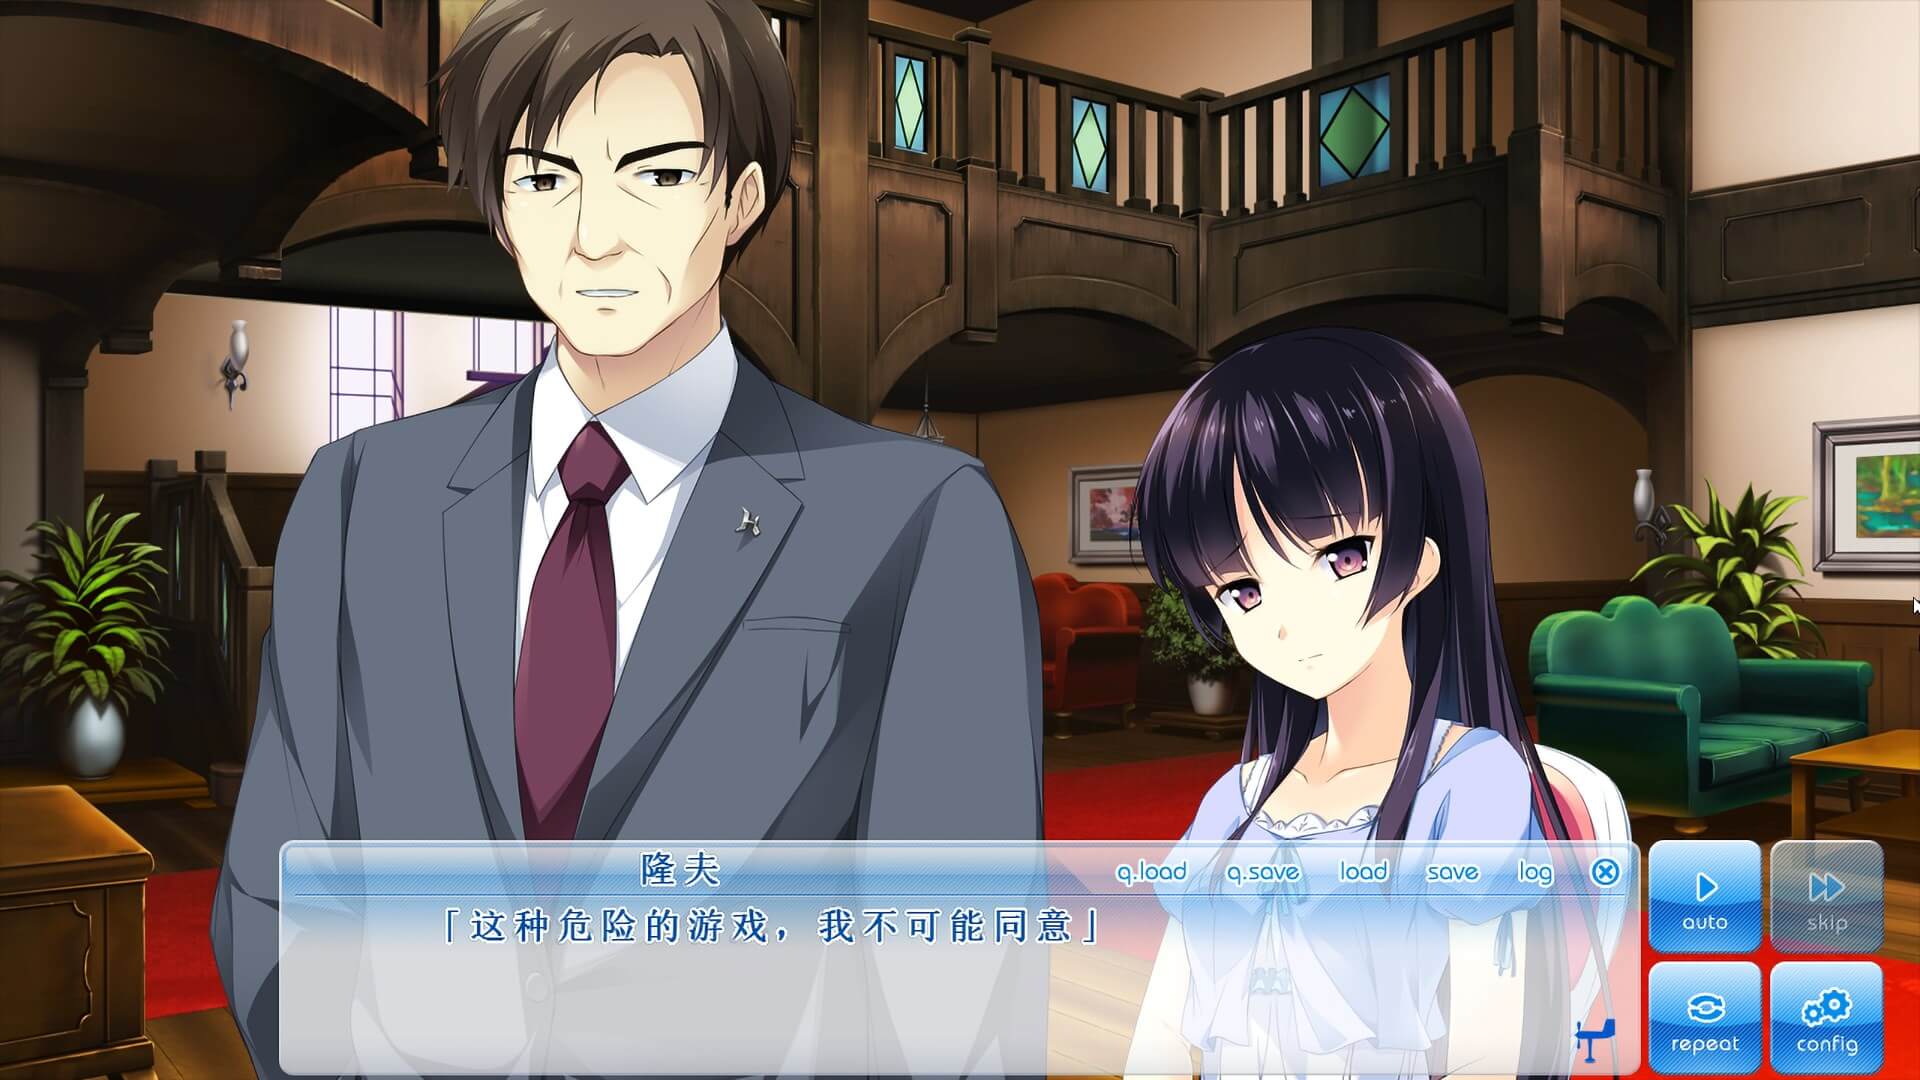 隆夫
q.load q.save load save log
「这种危险的游戏，我不可能同意」
auto
skip
repeat
config